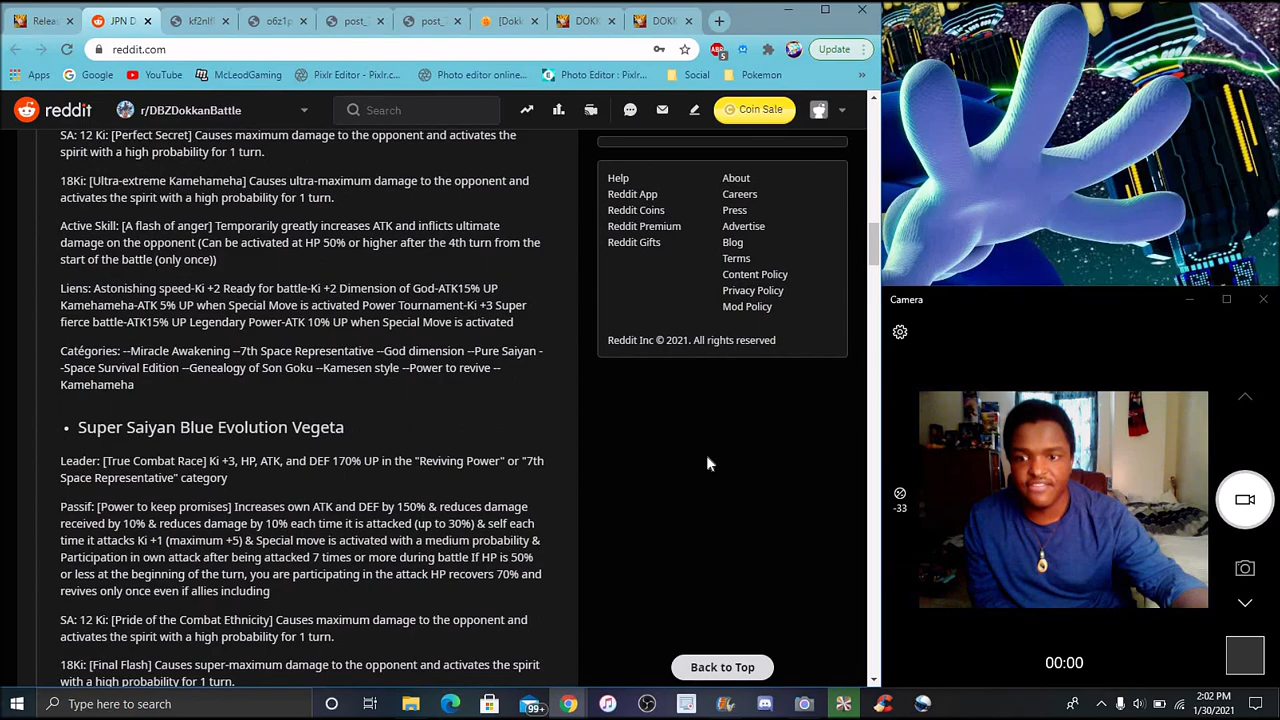 Relea
JPN D
kf2nlf
o6z1p
post_
post_
[Dokk
DOKK
DOKK
reddit.com
ABP
5
Update
Apps
Google
YouTube
McLeodGaming
Pixlr Editor - Pixlr.c...
Photo editor online...
Photo Editor : Pixlr...
Social
Pokemon
»
reddit
r/DBZDokkanBattle
Search
Coin Sale
SA: 12 Ki: [Perfect Secret] Causes maximum damage to the opponent and activates the
spirit with a high probability for 1 turn.
18Ki: [Ultra-extreme Kamehameha] Causes ultra-maximum damage to the opponent and
activates the spirit with a high probability for 1 turn.
Active Skill: [A flash of anger] Temporarily greatly increases ATK and inflicts ultimate
damage on the opponent (Can be activated at HP 50% or higher after the 4th turn from the
start of the battle (only once))
Liens: Astonishing speed-Ki +2 Ready for battle-Ki +2 Dimension of God-ATK15% UP
Kamehameha-ATK 5% UP when Special Move is activated Power Tournament-Ki +3 Super
fierce battle-ATK15% UP Legendary Power-ATK 10% UP when Special Move is activated
Catégories: --Miracle Awakening --7th Space Representative --God dimension --Pure Saiyan -
-Space Survival Edition --Genealogy of Son Goku --Kamesen style --Power to revive --
Kamehameha
• Super Saiyan Blue Evolution Vegeta
Leader: [True Combat Race] Ki +3, HP, ATK, and DEF 170% UP in the "Reviving Power" or "7th
Space Representative" category
Passif: [Power to keep promises] Increases own ATK and DEF by 150% & reduces damage
received by 10% & reduces damage by 10% each time it is attacked (up to 30%) & self each
time it attacks Ki +1 (maximum +5) & Special move is activated with a medium probability &
Participation in own attack after being attacked 7 times or more during battle If HP is 50%
or less at the beginning of the turn, you are participating in the attack HP recovers 70% and
revives only once even if allies including
SA: 12 Ki: [Pride of the Combat Ethnicity] Causes maximum damage to the opponent and
activates the spirit with a high probability for 1 turn.
18Ki: [Final Flash] Causes super-maximum damage to the opponent and activates the spirit
with a high probability for 1 turn.
Help
About
Reddit App
Careers
Reddit Coins
Press
Reddit Premium
Advertise
Reddit Gifts
Blog
Terms
Content Policy
Privacy Policy
Mod Policy
Reddit Inc © 2021. All rights reserved
Back to Top
Camera
-33
00:00
Type here to search
99+
2:02 PM
1/30/2021